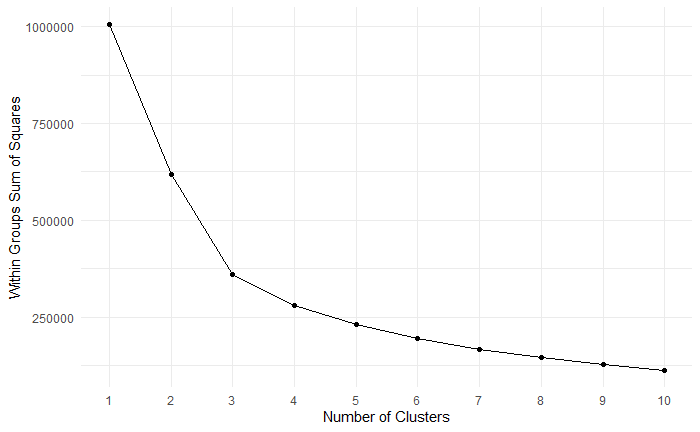 Within Groups Sum of Squares
1000000
750000
500000
250000
1 2 3 4 5 6 7 8 9 10
Number of Clusters